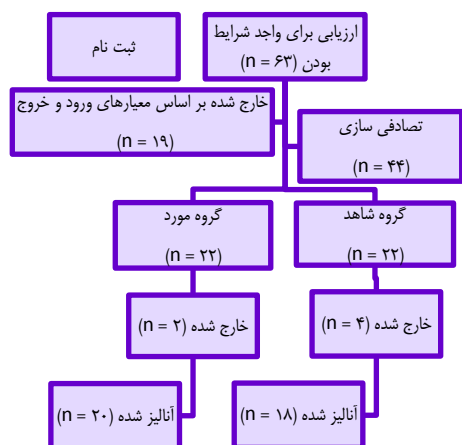 ثبت نام
ارزیابی برای واجد شرایط
بودن (n = ۶۳)
خارج شده بر اساس معیارهای ورود و خروج
(n = ۱۹)
تصادفی سازی
(n = ۴۴)
گروه شاهد
(n = ۲۲)
گروه مورد
(n = ۲۲)
خارج شده (n = ۴)
خارج شده (n = ۲)
آنالیز شده (n = ۱۸)
آنالیز شده (n = ۲۰)